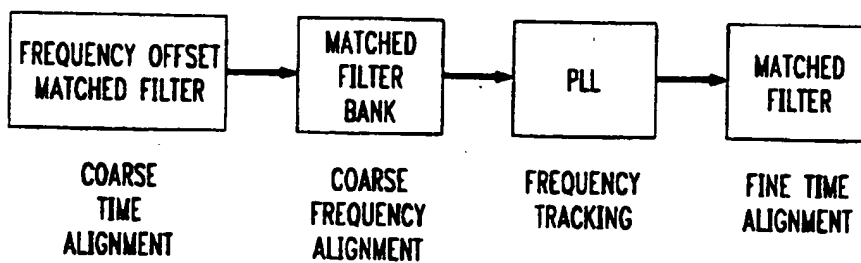 FREQUENCY OFFSET
MATCHED FILTER
MATCHED
FILTER
BANK
PLL
MATCHED
FILTER
COARSE
TIME
ALIGNMENT
COARSE
FREQUENCY
ALIGNMENT
FREQUENCY
TRACKING
FINE TIME
ALIGNMENT